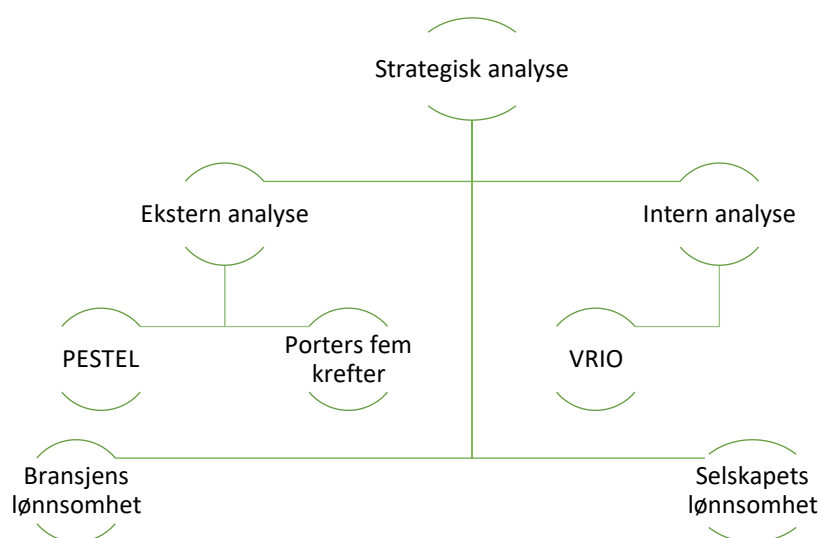 Strategisk analyse
Ekstern analyse
Intern analyse
PESTEL
Porters fem
krefter
VRIO
Bransjens
lønnsomhet
Selskapets
lønnsomhet